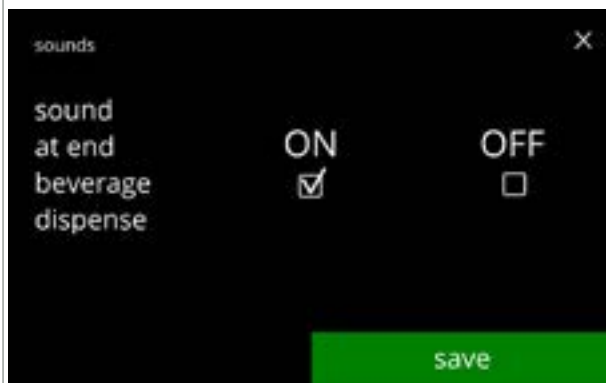 sounds
sound
at end
beverage
dispense
ON
OFF
save